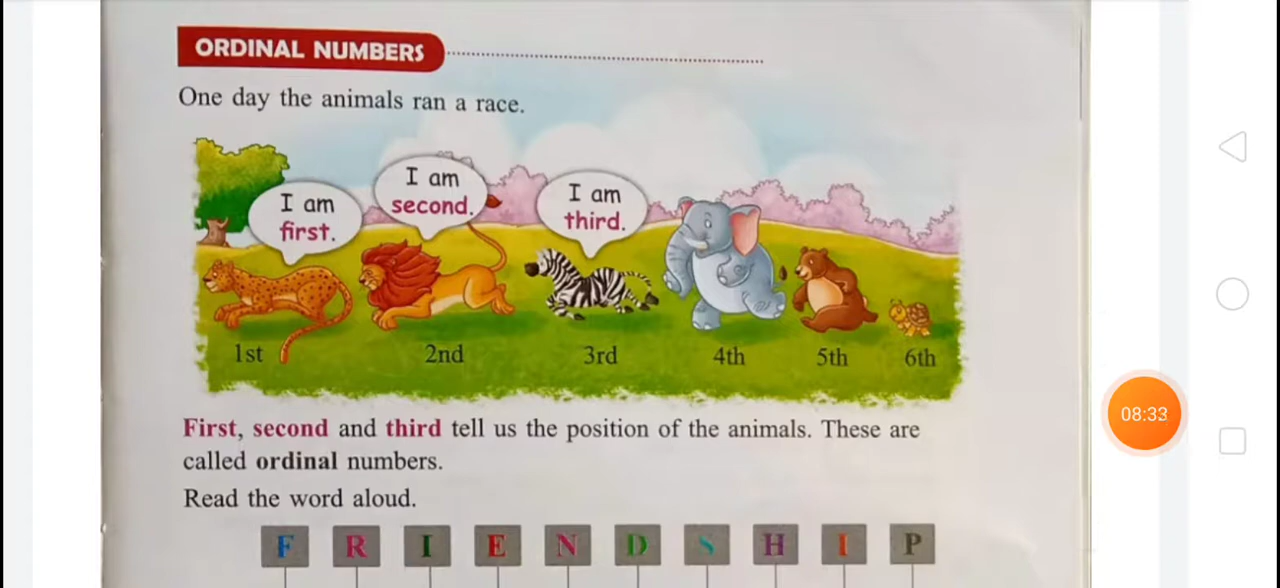 ORDINAL NUMBERS
One day the animals ran a race.
I am
first.
I am
second.
I am
third.
1st 2nd 3rd 4th 5th 6th
First, second and third tell us the position of the animals. These are
called ordinal numbers.
Read the word aloud.
F R I E N D S H I P
08:33